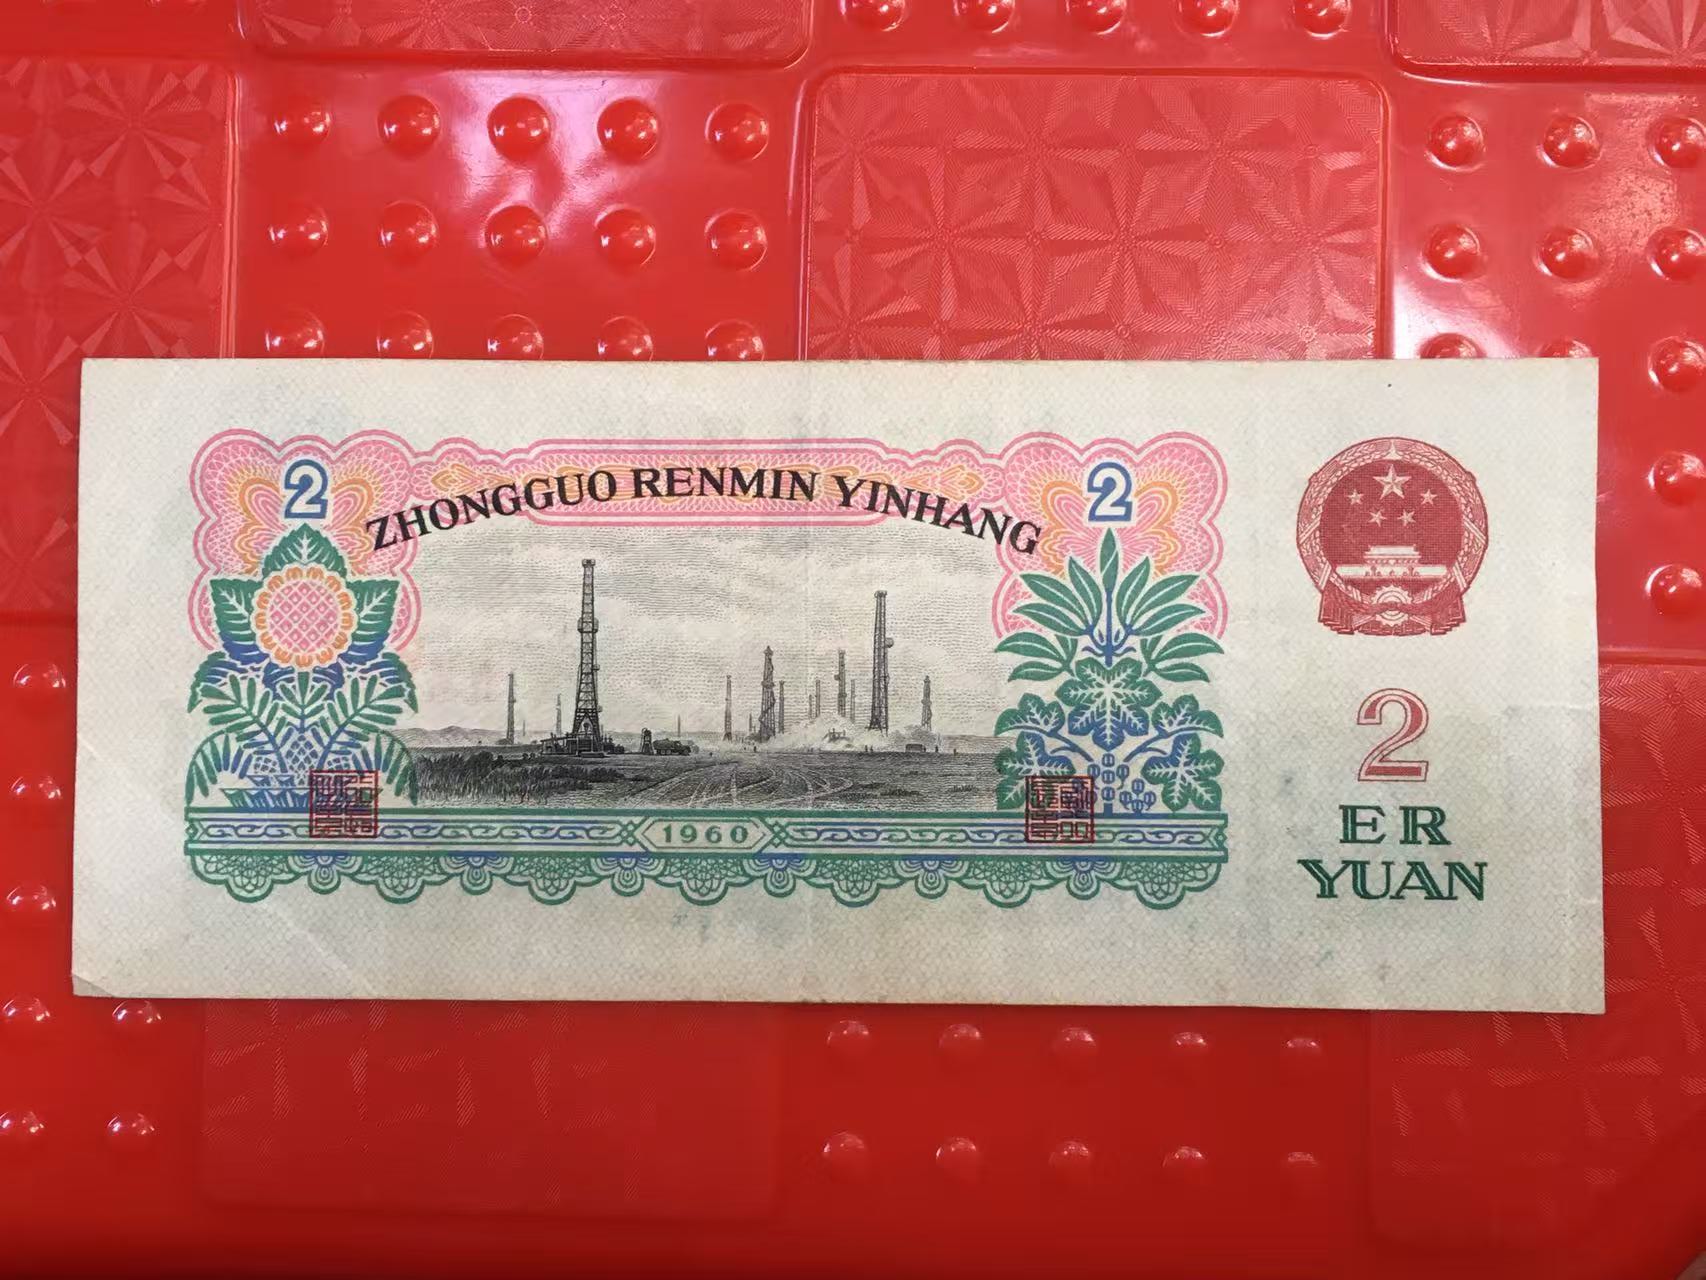 2
ZHONGGUO RENMIN YINHANG
2
1960
2
ER
YUAN